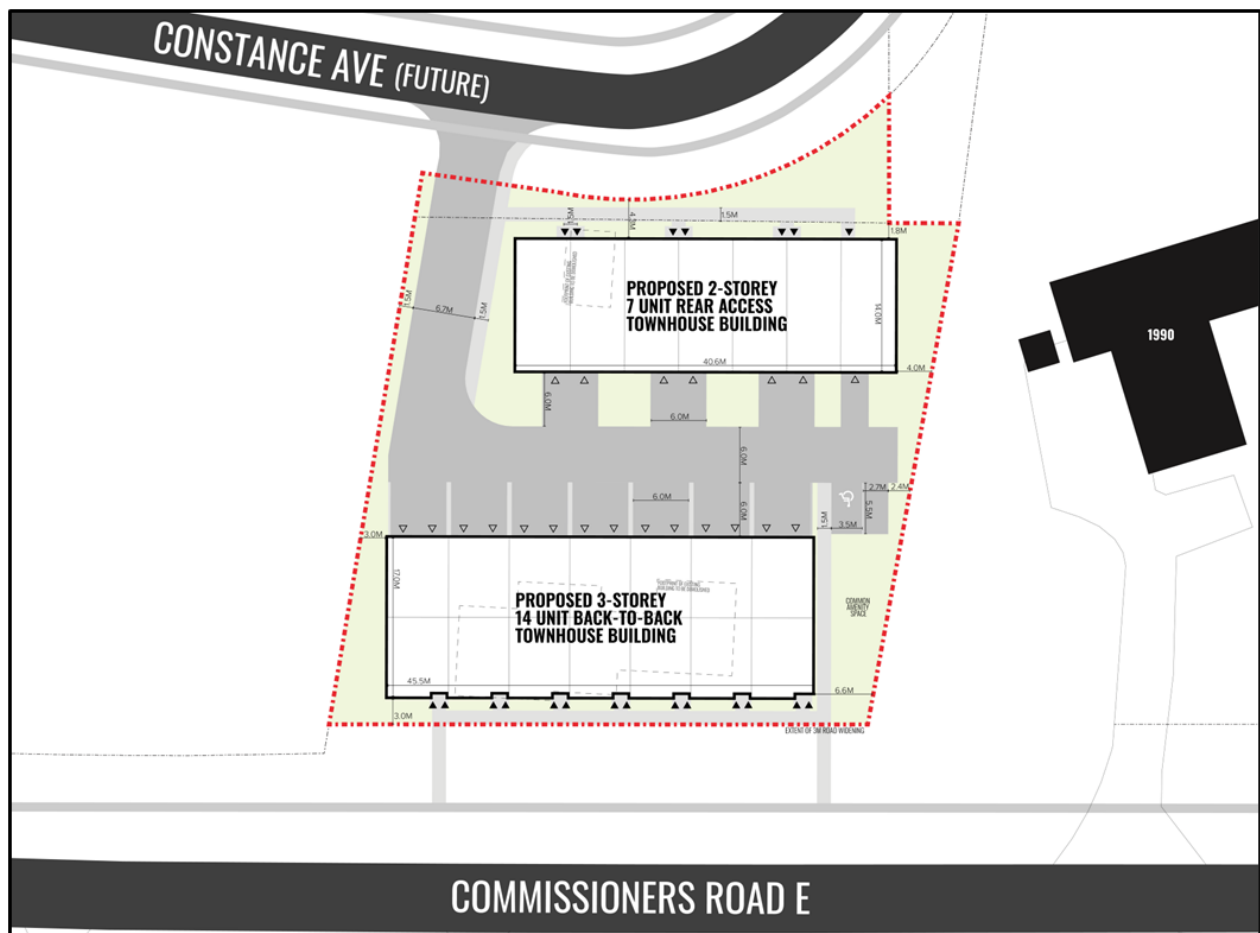 CONSTANCE AVE (FUTURE)
1.5M
4.2M
1.5M
1.8M
PROPOSED 2-STOREY
7 UNIT REAR ACCESS
TOWNHOUSE BUILDING
14.0M
1.5M
6.7M
1.5M
1990
40.6M
4.0M
6.0M
6.0M
6.0M
6.0M
6.0M
2.7M
2.4M
5.5M
1.5M
3.5M
3.0M
17.0M
PROPOSED 3-STOREY
14 UNIT BACK-TO-BACK
TOWNHOUSE BUILDING
COMMON
AMENITY
SPACE
45.5M
6.6M
3.0M
EXTENT OF 3M ROAD WIDENING
COMMISSIONERS ROAD E